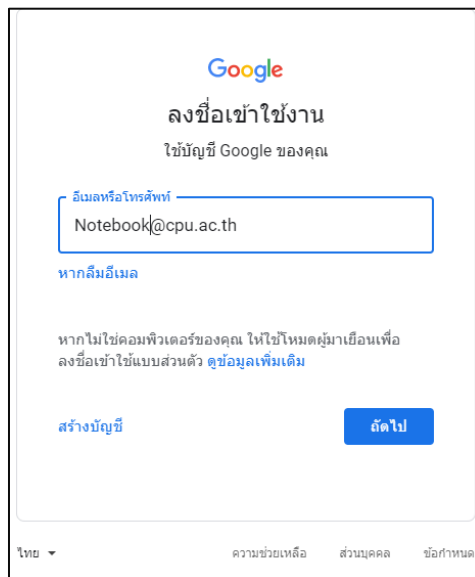 Google
ลงชื่อเข้าใช้งาน
ใช้บัญชี Google ของคุณ
อีเมลหรือโทรศัพท์
Notebook@cpu.ac.th
หากลืมอีเมล
หากไม่ใช่คอมพิวเตอร์ของคุณ ให้ใช้โหมดผู้มาเยือนเพื่อ
ลงชื่อเข้าใช้แบบส่วนตัว ดูข้อมูลเพิ่มเติม
สร้างบัญชี ถัดไป
ไทย ความช่วยเหลือ ส่วนบุคคล ข้อกำหนด